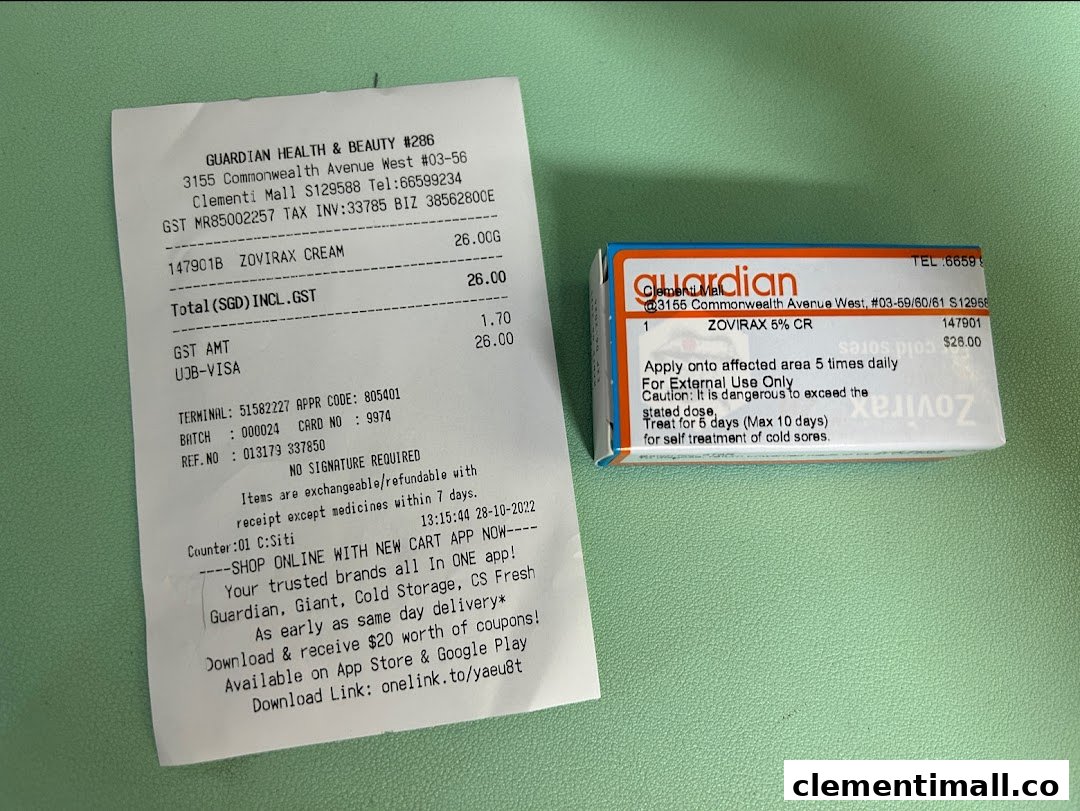 GUARDIAN HEALTH & BEAUTY #286
3155 Commonwealth Avenue West #03-56
Clementi Mall S129588 Tel:66599234
GST MR85002257 TAX INV:33785 BIZ 38562800E
--------------------------------
147901B ZOVIRAX CREAM 26.00G
--------------------------------
Total(SGD)INCL.GST 26.00
--------------------------------
GST AMT 1.70
UOB-VISA 26.00
TERMINAL: 51582227 APPR CODE: 805401
BATCH : 000024 CARD NO : 9974
REF.NO : 013179 337850
NO SIGNATURE REQUIRED
Items are exchangeable/refundable with
receipt except medicines within 7 days.
13:15:44 28-10-2022
Counter:01 C:Siti
----SHOP ONLINE WITH NEW CART APP NOW----
Your trusted brands all In ONE app!
Guardian, Giant, Cold Storage, CS Fresh
As early as same day delivery*
Download & receive $20 worth of coupons!
Available on App Store & Google Play
Download Link: onelink.to/yaeu8t
guardian
TEL :6659
Clementi Mall
@3155 Commonwealth Avenue West, #03-59/60/61 S12958
1 ZOVIRAX 5% CR 147901
$26.00
Apply onto affected area 5 times daily
For External Use Only
Caution: It is dangerous to exceed the
stated dose,
Treat for 5 days (Max 10 days)
for self treatment of cold sores.
for cold sores
Zovirax
clementimall.co